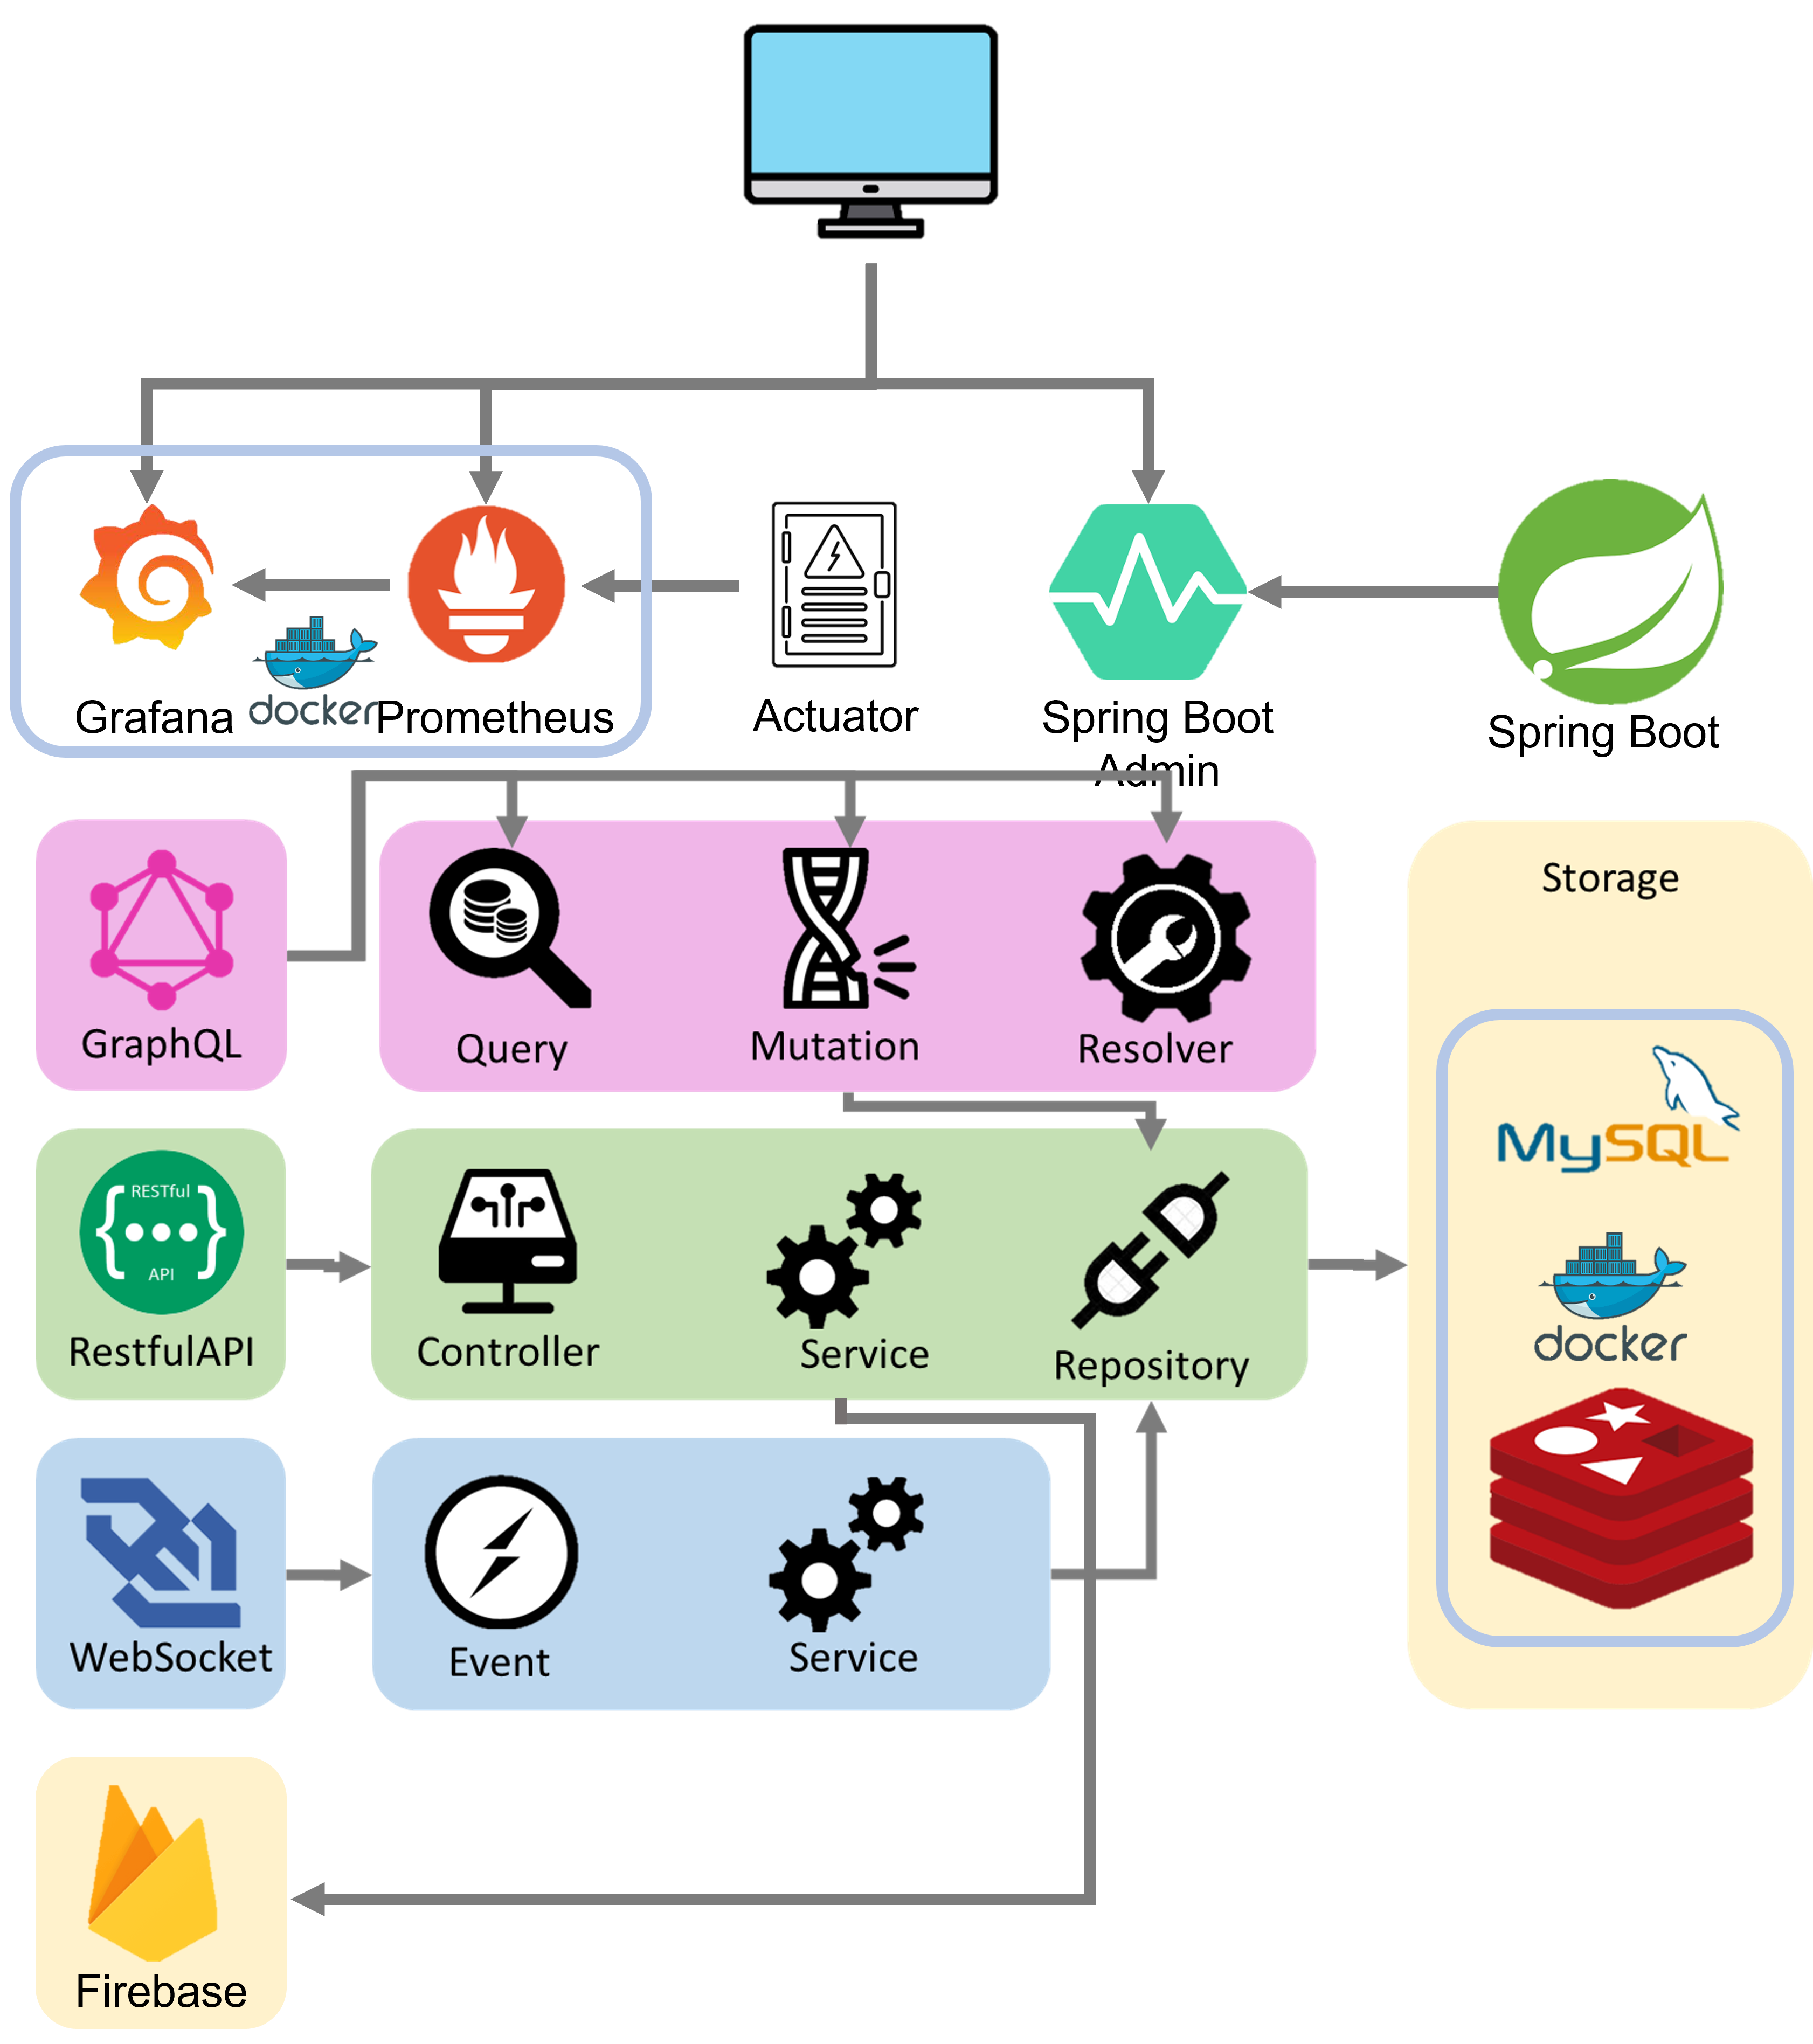 Grafana
docker
Prometheus
Actuator
Spring Boot
Admin
Spring Boot
GraphQL
Query
Mutation
Resolver
Storage
MySQL
docker
RESTful
API
RestfulAPI
Controller
Service
Repository
WebSocket
Event
Service
Firebase